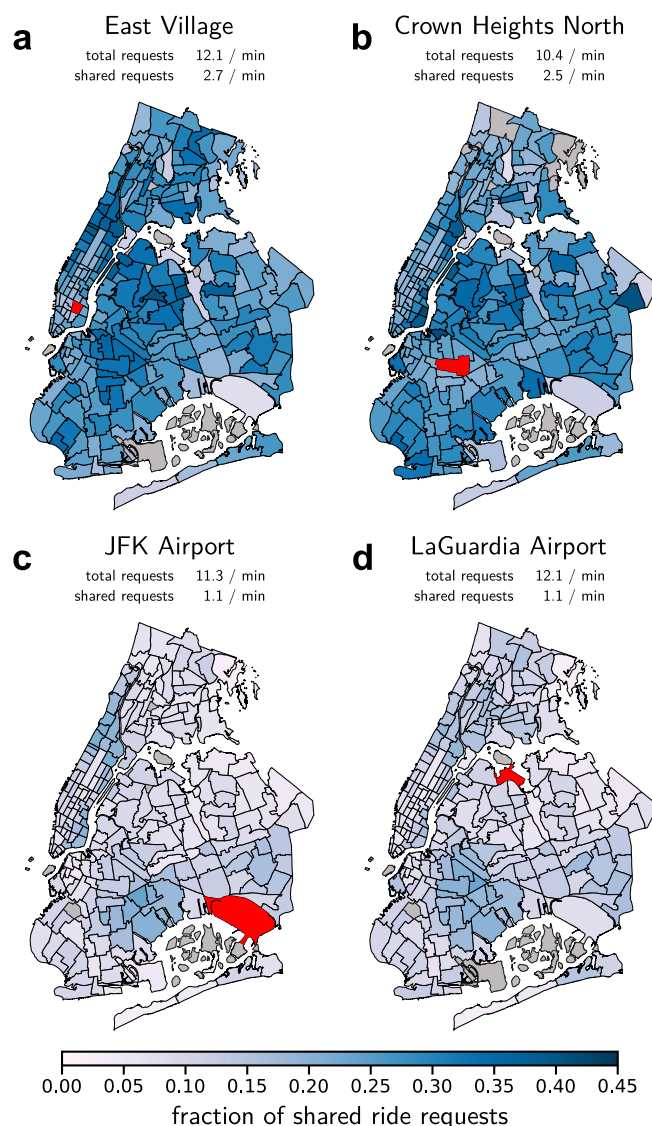 a
East Village
total requests 12.1 / min
shared requests 2.7 / min
b
Crown Heights North
total requests 10.4 / min
shared requests 2.5 / min
c
JFK Airport
total requests 11.3 / min
shared requests 1.1 / min
d
LaGuardia Airport
total requests 12.1 / min
shared requests 1.1 / min
0.00 0.05 0.10 0.15 0.20 0.25 0.30 0.35 0.40 0.45
fraction of shared ride requests